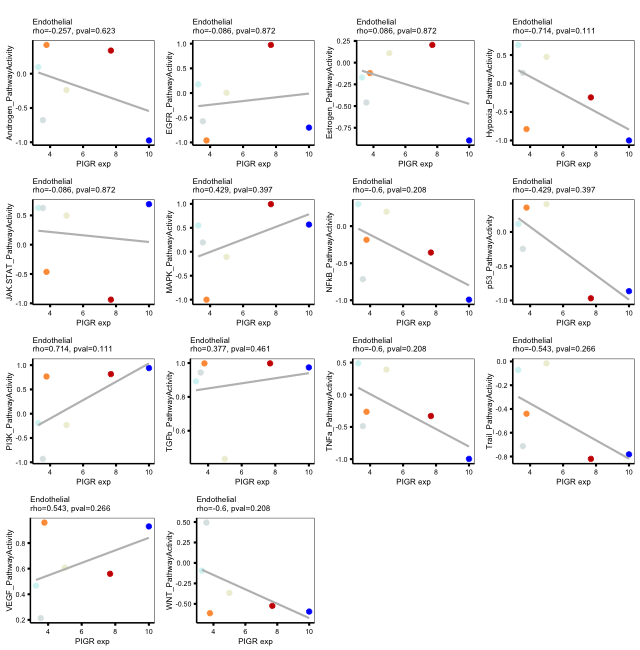 Endothelial
rho=-0.257, pval=0.623
Androgen_PathwayActivity
0.0
-0.5
-1.0
4 6 8 10
PIGR exp
Endothelial
rho=-0.086, pval=0.872
EGFR_PathwayActivity
1.0
0.5
0.0
-0.5
-1.0
4 6 8 10
PIGR exp
Endothelial
rho=0.086, pval=0.872
Estrogen_PathwayActivity
0.25
0.00
-0.25
-0.50
-0.75
4 6 8 10
PIGR exp
Endothelial
rho=-0.714, pval=0.111
Hypoxia_PathwayActivity
0.5
0.0
-0.5
-1.0
4 6 8 10
PIGR exp
Endothelial
rho=-0.086, pval=0.872
JAK.STAT_PathwayActivity
0.5
0.0
-0.5
-1.0
4 6 8 10
PIGR exp
Endothelial
rho=0.429, pval=0.397
MAPK_PathwayActivity
1.0
0.5
0.0
-0.5
-1.0
4 6 8 10
PIGR exp
Endothelial
rho=-0.6, pval=0.208
NFkB_PathwayActivity
0.0
-0.5
-1.0
4 6 8 10
PIGR exp
Endothelial
rho=-0.429, pval=0.397
p53_PathwayActivity
0.0
-0.5
-1.0
4 6 8 10
PIGR exp
Endothelial
rho=0.714, pval=0.111
PI3K_PathwayActivity
1.0
0.5
0.0
-0.5
-1.0
4 6 8 10
PIGR exp
Endothelial
rho=0.377, pval=0.461
TGFb_PathwayActivity
1.0
0.8
0.6
4 6 8 10
PIGR exp
Endothelial
rho=-0.6, pval=0.208
TNFa_PathwayActivity
0.5
0.0
-0.5
-1.0
4 6 8 10
PIGR exp
Endothelial
rho=-0.543, pval=0.266
Trail_PathwayActivity
0.0
-0.2
-0.4
-0.6
-0.8
4 6 8 10
PIGR exp
Endothelial
rho=0.543, pval=0.266
VEGF_PathwayActivity
0.8
0.6
0.4
0.2
4 6 8 10
PIGR exp
Endothelial
rho=-0.6, pval=0.208
WNT_PathwayActivity
0.50
0.25
0.00
-0.25
-0.50
4 6 8 10
PIGR exp